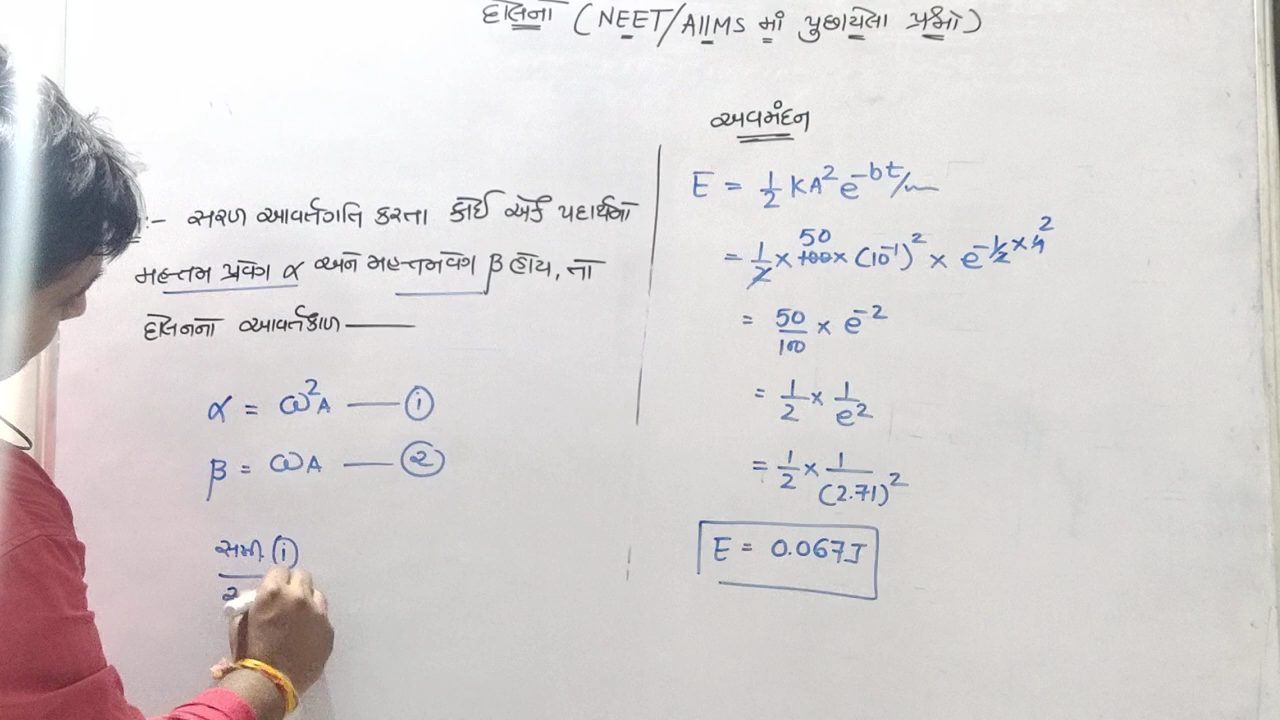 દોલનો (NEET/AIIMS માં પુછાયેલા પ્રશ્નો)
:- સરળ આવર્તગતિ કરતા કોઈ એક પદાર્થનો
મહત્તમ પ્રવેગ α અને મહત્તમવેગ β હોય, તો
દોલનનો આવર્તકાળ ———
α = ω²A —— ①
β = ωA —— ②
સમી. ①
અવમંદન
E = 1/2 KA² e^-bt/m
= 1/2 × 100 50 × (10⁻¹)² × e^-1/2 × 4 2
= 50/100 × e⁻²
= 1/2 × 1/e²
= 1/2 × 1/(2.71)²
E = 0.067J